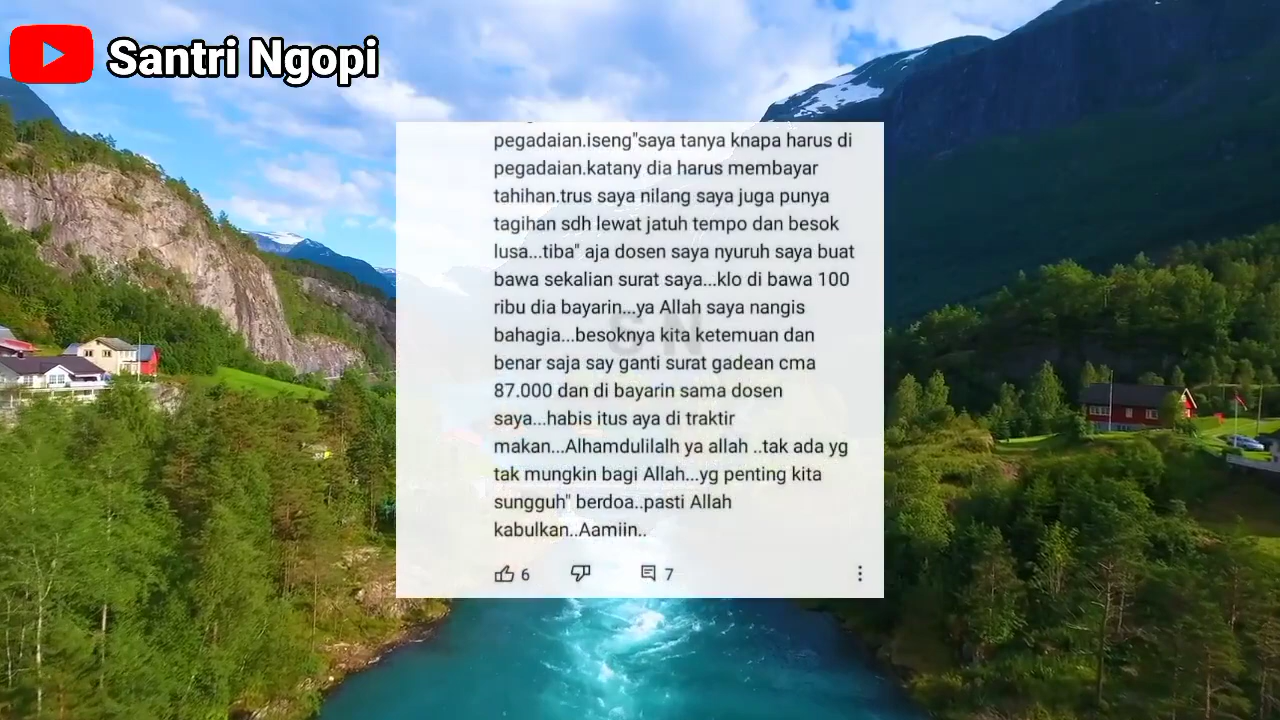 Santri Ngopi
pegadaian.iseng"saya tanya knapa harus di
pegadaian.katany dia harus membayar
tahihan.trus saya nilang saya juga punya
tagihan sdh lewat jatuh tempo dan besok
lusa...tiba" aja dosen saya nyuruh saya buat
bawa sekalian surat saya...klo di bawa 100
ribu dia bayarin...ya Allah saya nangis
bahagia...besoknya kita ketemuan dan
benar saja say ganti surat gadean cma
87.000 dan di bayarin sama dosen
saya...habis itus aya di traktir
makan...Alhamdulilalh ya allah ..tak ada yg
tak mungkin bagi Allah...yg penting kita
sungguh" berdoa..pasti Allah
kabulkan..Aamiin..
6 7
SN